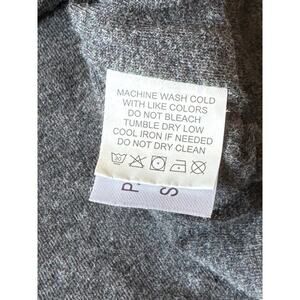 MACHINE WASH COLD
WITH LIKE COLORS
DO NOT BLEACH
TUMBLE DRY LOW
COOL IRON IF NEEDED
DO NOT DRY CLEAN
30
P
S